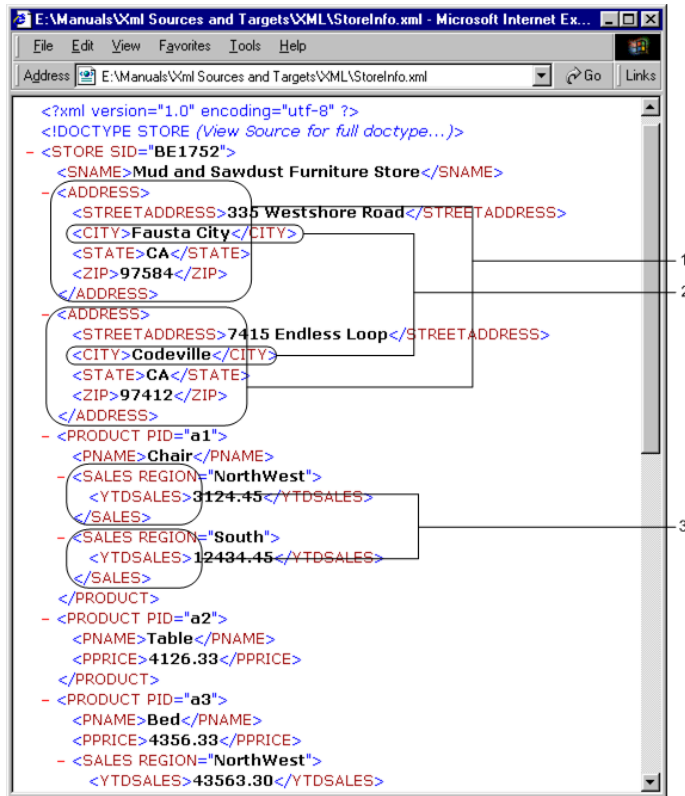 E:\Manuals\Xml Sources and Targets\XML\StoreInfo.xml - Microsoft Internet Ex...
File Edit View Favorites Tools Help
Address E:\Manuals\Xml Sources and Targets\XML\StoreInfo.xml Go Links
<?xml version="1.0" encoding="utf-8" ?>
<!DOCTYPE STORE (View Source for full doctype...)>
- <STORE SID="BE1752">
<SNAME>Mud and Sawdust Furniture Store</SNAME>
- <ADDRESS>
<STREETADDRESS>335 Westshore Road</STREETADDRESS>
<CITY>Fausta City</CITY>
<STATE>CA</STATE>
1
<ZIP>97584</ZIP>
2
</ADDRESS>
- <ADDRESS>
<STREETADDRESS>7415 Endless Loop</STREETADDRESS>
<CITY>Codeville</CITY>
<STATE>CA</STATE>
<ZIP>97412</ZIP>
</ADDRESS>
- <PRODUCT PID="a1">
<PNAME>Chair</PNAME>
- <SALES REGION="NorthWest">
<YTDSALES>3124.45</YTDSALES>
</SALES>
3
- <SALES REGION="South">
<YTDSALES>12434.45</YTDSALES>
</SALES>
</PRODUCT>
- <PRODUCT PID="a2">
<PNAME>Table</PNAME>
<PPRICE>4126.33</PPRICE>
</PRODUCT>
- <PRODUCT PID="a3">
<PNAME>Bed</PNAME>
<PPRICE>4356.33</PPRICE>
- <SALES REGION="NorthWest">
<YTDSALES>43563.30</YTDSALES>